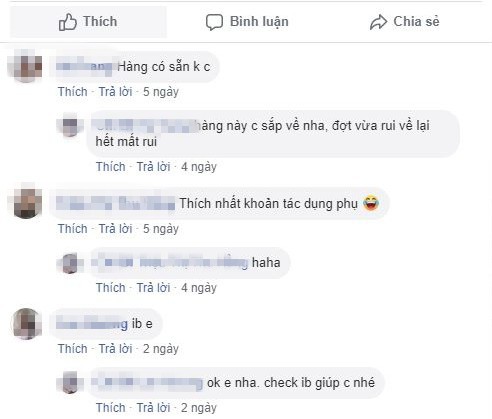 Thích Bình luận Chia sẻ
Hàng có sẵn k c
Thích · Trả lời · 5 ngày
hàng này c sắp về nha, đợt vừa rui về lại
hết mất rui
Thích · Trả lời · 4 ngày
Thích nhất khoản tác dụng phụ 😂
Thích · Trả lời · 5 ngày
haha
Thích · Trả lời · 4 ngày
ib e
Thích · Trả lời · 2 ngày
ok e nha. check ib giúp c nhé
Thích · Trả lời · 2 ngày